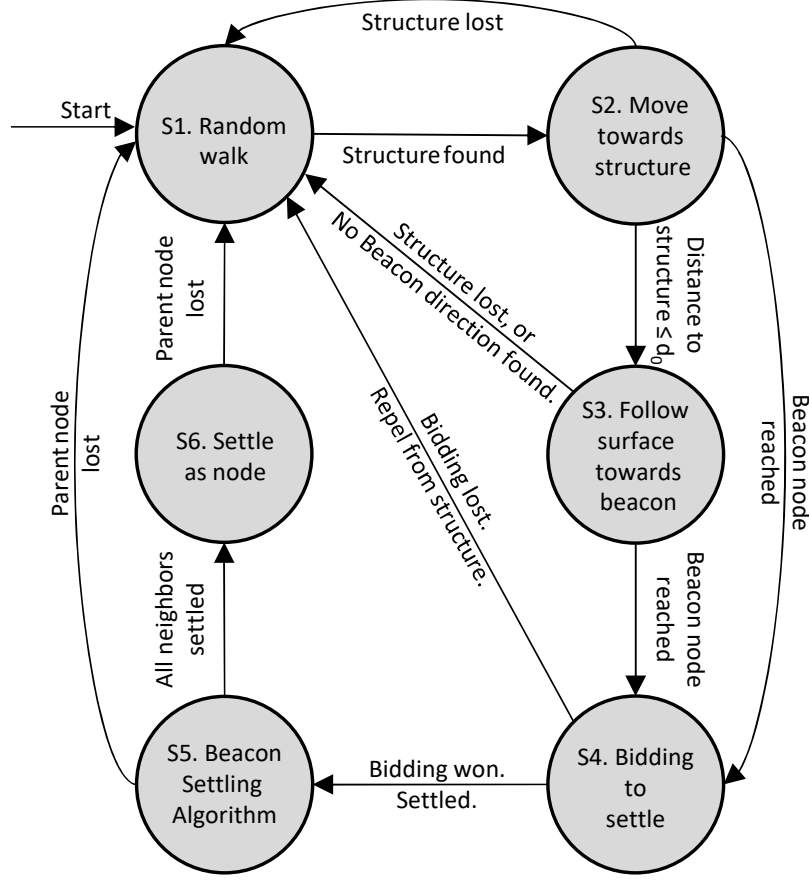 Structure lost
Start
S1. Random
walk
Structure found
S2. Move
towards
structure
Parent node
lost
Structure lost, or
No Beacon direction found.
Distance to
structure ≤ d₀
Beacon node
reached
Parent node
lost
S6. Settle
as node
Bidding lost.
Repel from structure.
S3. Follow
surface
towards
beacon
All neighbors
settled
Beacon node
reached
S5. Beacon
Settling
Algorithm
Bidding won.
Settled.
S4. Bidding
to
settle